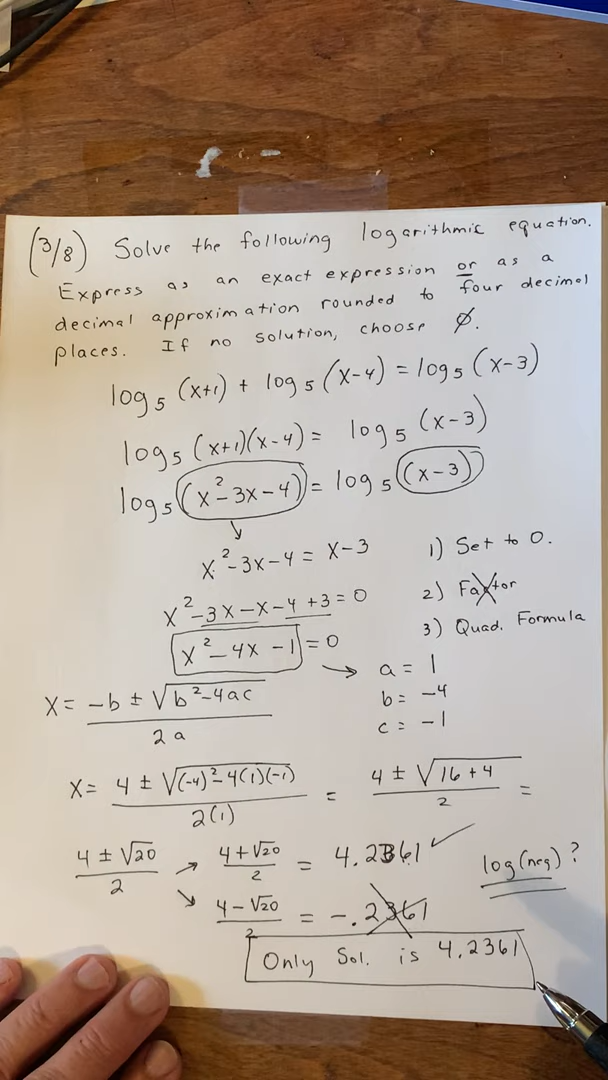 (3/8) Solve the following logarithmic equation.
Express as an exact expression or as a
decimal approximation rounded to four decimal
places. If no solution, choose ∅.
log₅(x+1) + log₅(x-4) = log₅(x-3)
log₅(x+1)(x-4) = log₅(x-3)
log₅(x²-3x-4) = log₅(x-3)
↓
x²-3x-4 = x-3
x²-3x-x-4+3=0
x²-4x-1=0 →
1) Set to 0.
2) Factor
3) Quad. Formula
a = 1
b = -4
c = -1
x = (-b ± √(b²-4ac))/(2a)
x = (4 ± √((-4)²-4(1)(-1)))/(2(1)) = (4 ± √(16+4))/2 =
(4 ± √20)/2 ↗ (4+√20)/2 = 4.2361 ✓
↘ (4-√20)/2 = -.2361
log(neg)?
Only Sol. is 4.2361